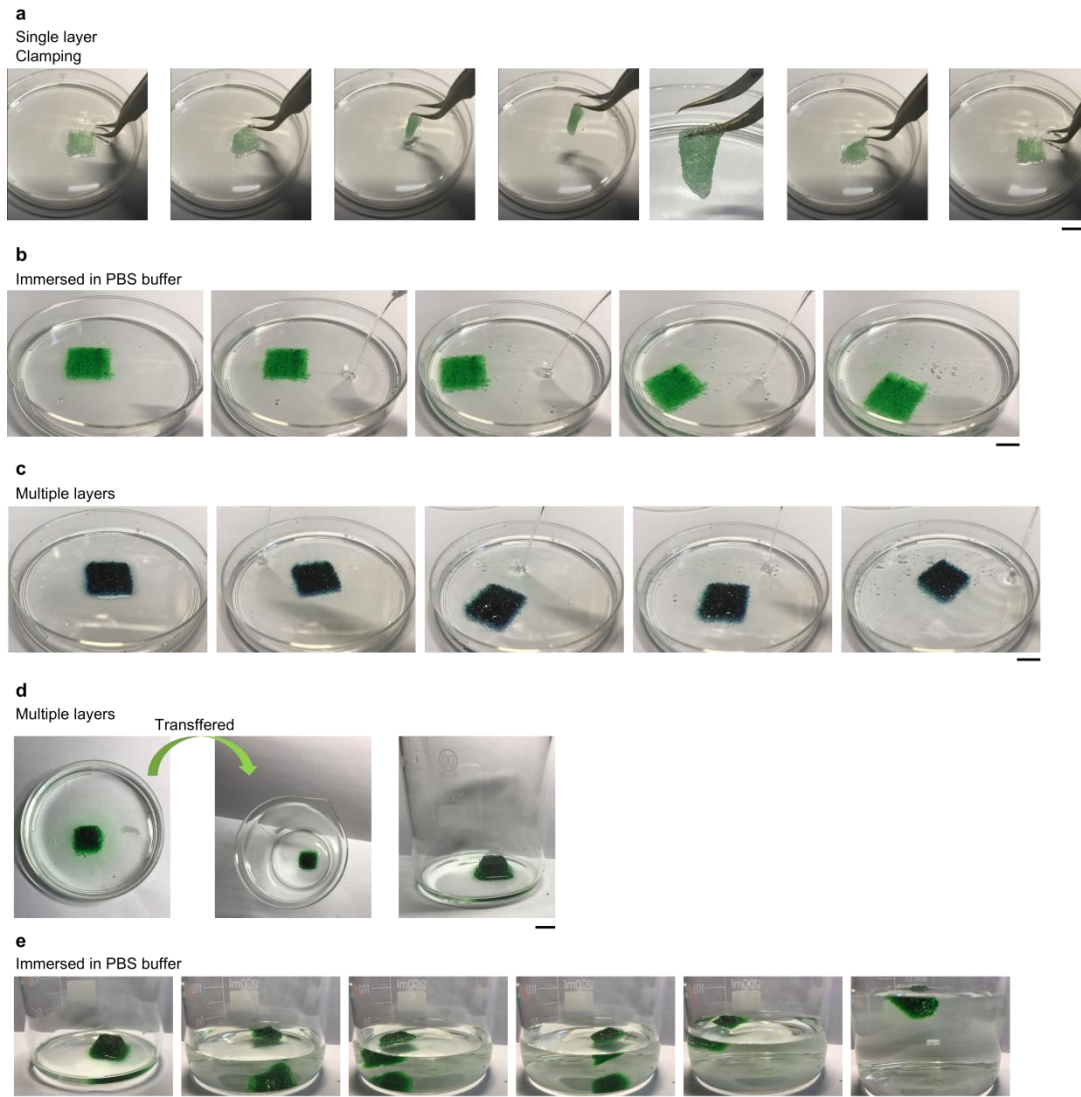 a
Single layer
Clamping
b
Immersed in PBS buffer
c
Multiple layers
d
Multiple layers
Transffered
e
Immersed in PBS buffer